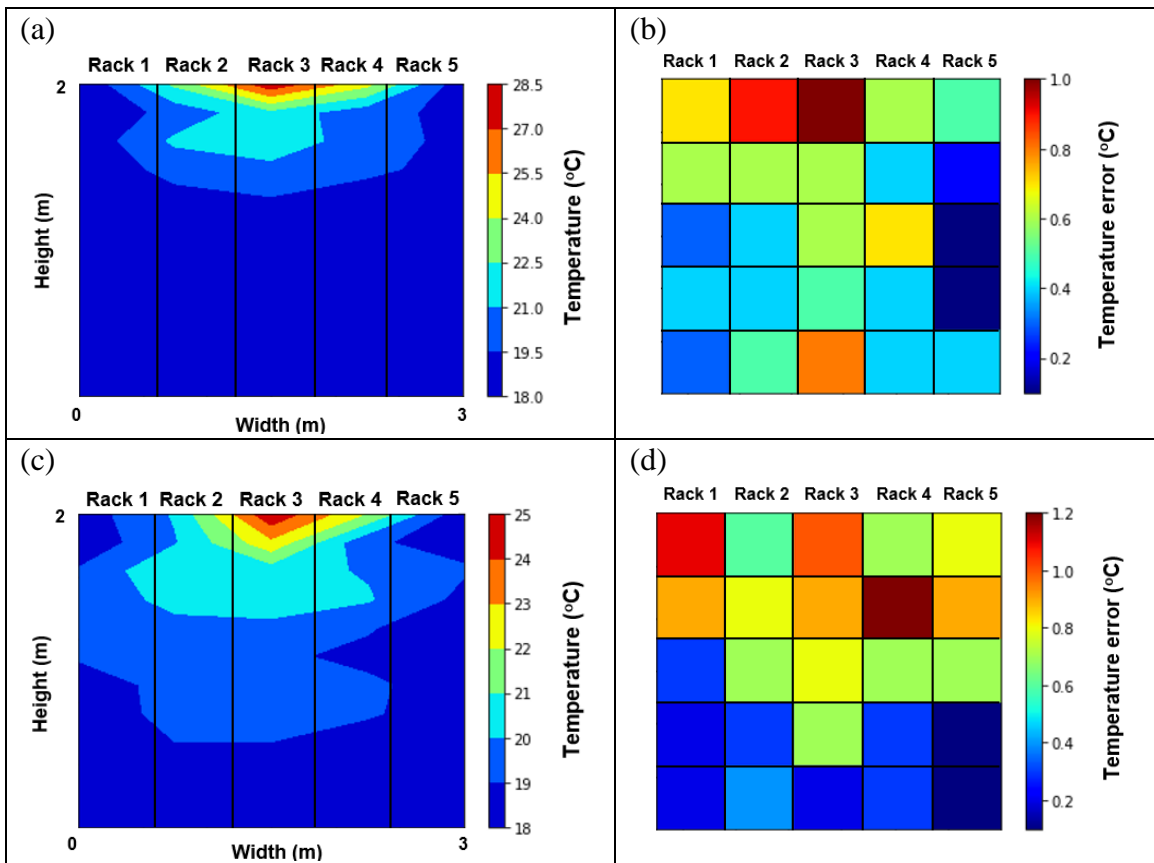 (a)
Rack 1 Rack 2 Rack 3 Rack 4 Rack 5
2
Height (m)
0
Width (m)
3
28.5
27.0
25.5
24.0
22.5
21.0
19.5
18.0
Temperature (°C)
(b)
Rack 1 Rack 2 Rack 3 Rack 4 Rack 5
1.0
0.8
0.6
0.4
0.2
Temperature error (°C)
(c)
Rack 1 Rack 2 Rack 3 Rack 4 Rack 5
2
Height (m)
0
Width (m)
3
25
24
23
22
21
20
19
18
Temperature (°C)
(d)
Rack 1 Rack 2 Rack 3 Rack 4 Rack 5
1.2
1.0
0.8
0.6
0.4
0.2
Temperature error (°C)